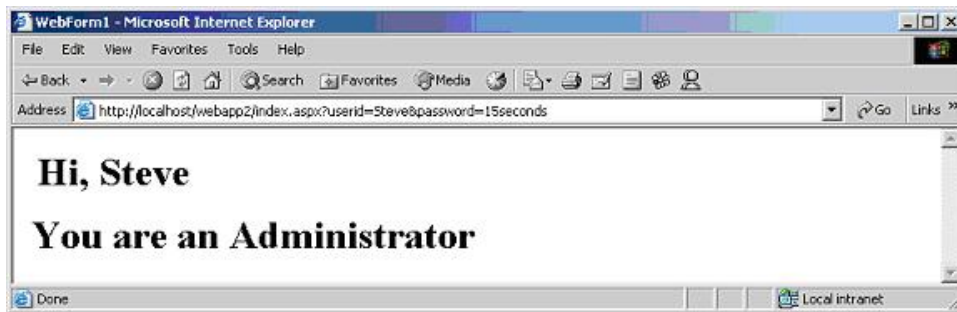 WebForm1 - Microsoft Internet Explorer
File Edit View Favorites Tools Help
Back Search Favorites Media
Address http://localhost/webapp2/index.aspx?userid=Steve&password=15seconds Go Links »
Hi, Steve
You are an Administrator
Done Local intranet